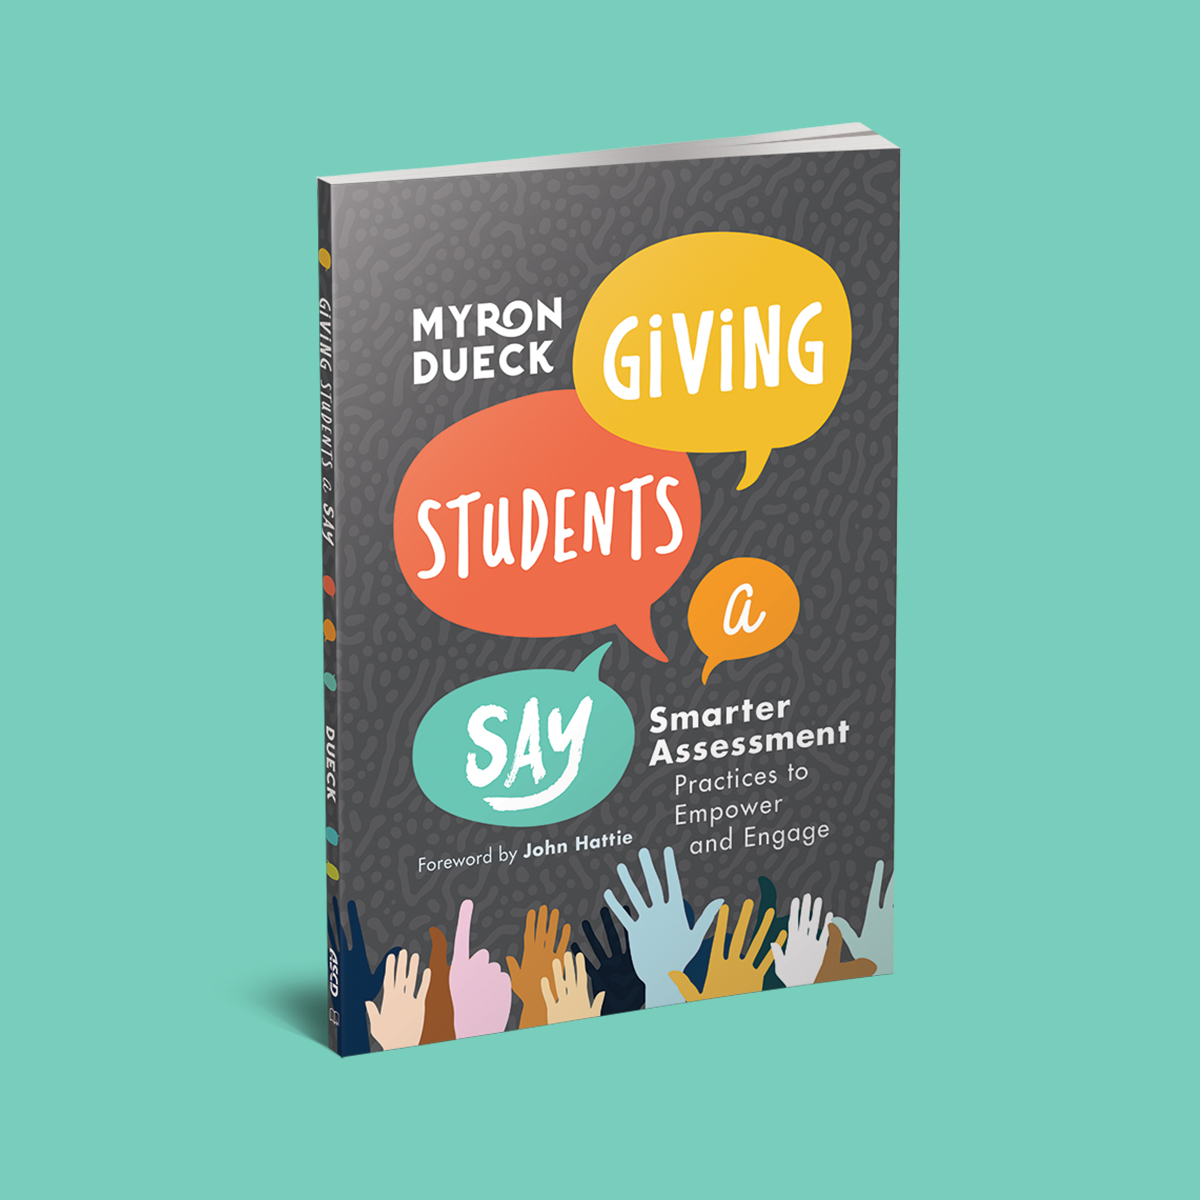 MYRON
DUECK
GiViNG
STUDENTS
a
SAY
Smarter
Assessment
Practices to
Empower
and Engage
Foreword by John Hattie
GiViNG STUDENTS a SAY
DUECK
ASCD